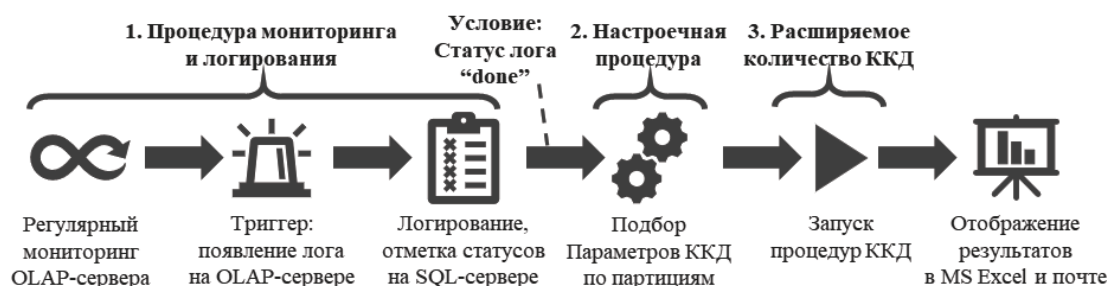 1. Процедура мониторинга
и логирования
Условие:
Статус лога
“done”
2. Настроечная
процедура
3. Расширяемое
количество ККД
Регулярный
мониторинг
OLAP-сервера
Триггер:
появление лога
на OLAP-сервере
Логирование,
отметка статусов
на SQL-сервере
Подбор
Параметров ККД
по партициям
Запуск
процедур ККД
Отображение
результатов
в MS Excel и почте